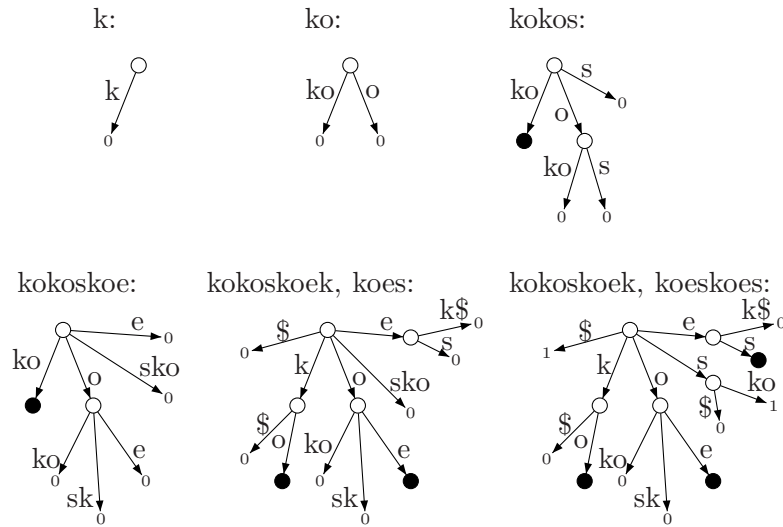 k: ko: kokos:
k
0
ko o
0 0
s
ko 0
o
ko s
0 0
kokoskoe: kokoskoek, koes: kokoskoek, koeskoes:
e
0
ko sko
o 0
ko e
0 0
sk
0
$ e k$
0 0
s
0
k o sko
0
$ o ko e
0 0
sk
0
$ e k$
1 0
s
k s ko
o 1
$
0
$ o ko e
0 0
sk
0